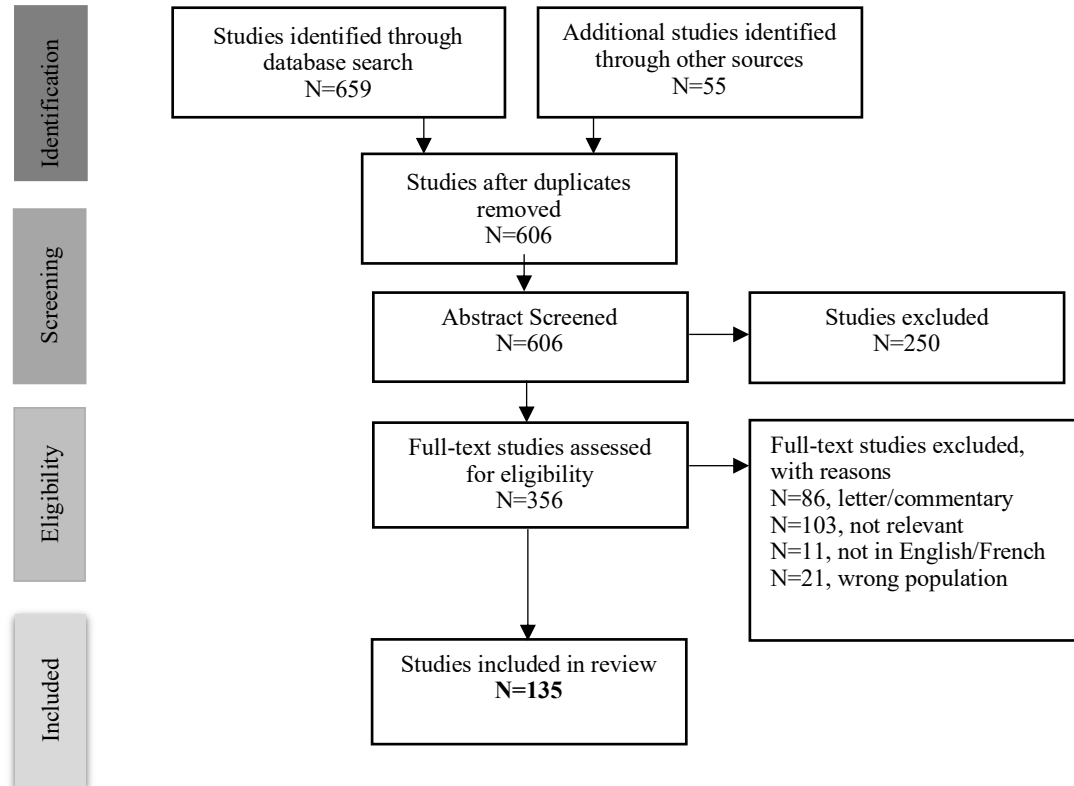 Identification
Studies identified through
database search
N=659
Additional studies identified
through other sources
N=55
Studies after duplicates
removed
N=606
Screening
Abstract Screened
N=606
Studies excluded
N=250
Eligibility
Full-text studies assessed
for eligibility
N=356
Full-text studies excluded,
with reasons
N=86, letter/commentary
N=103, not relevant
N=11, not in English/French
N=21, wrong population
Included
Studies included in review
N=135